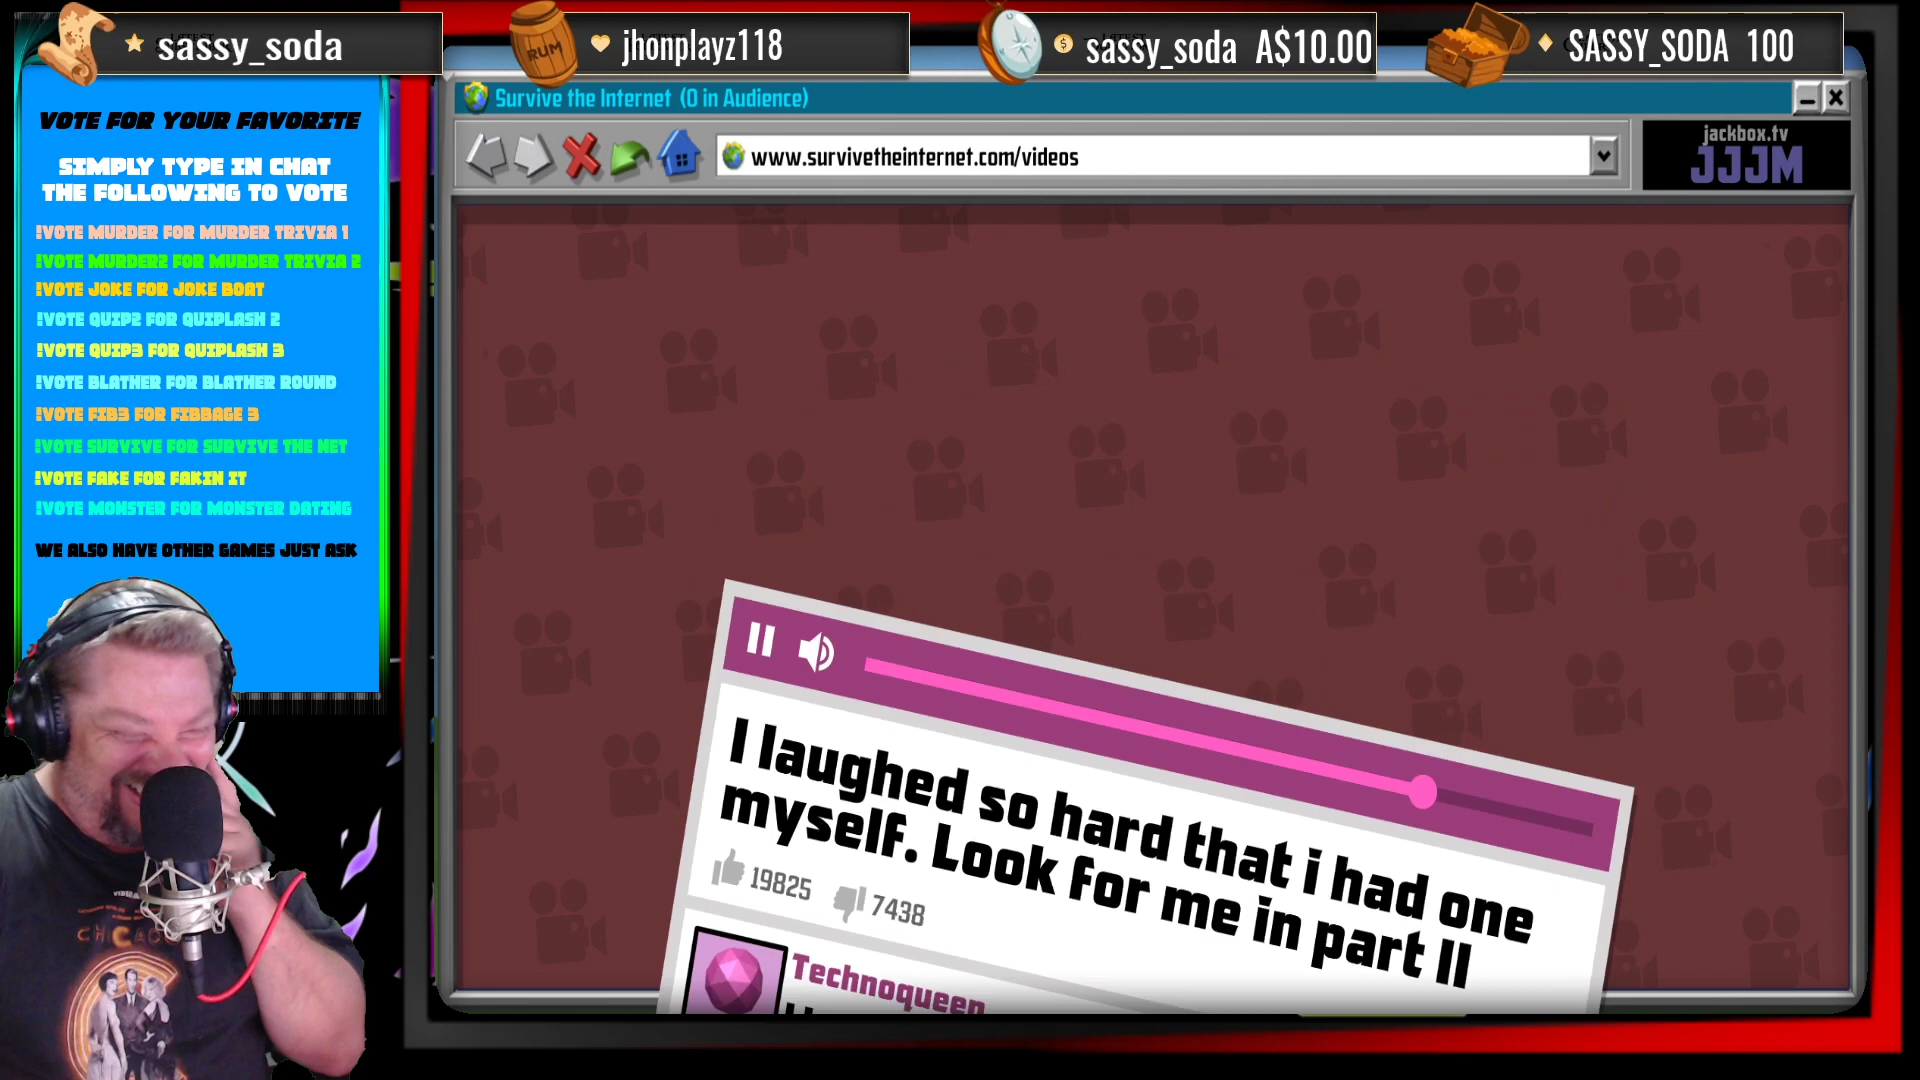 sassy_soda
jhonplayz118
sassy_soda A$10.00
SASSY_SODA 100
RUM
VOTE FOR YOUR FAVORITE
SIMPLY TYPE IN CHAT
THE FOLLOWING TO VOTE
!VOTE MURDER FOR MURDER TRIVIA 1
!VOTE MURDER2 FOR MURDER TRIVIA 2
!VOTE JOKE FOR JOKE BOAT
!VOTE QUIP2 FOR QUIPLASH 2
!VOTE QUIP3 FOR QUIPLASH 3
!VOTE BLATHER FOR BLATHER ROUND
!VOTE FIB3 FOR FIBBAGE 3
!VOTE SURVIVE FOR SURVIVE THE NET
!VOTE FAKE FOR FAKIN IT
!VOTE MONSTER FOR MONSTER DATING
WE ALSO HAVE OTHER GAMES JUST ASK
Survive the Internet (0 in Audience)
www.survivetheinternet.com/videos
jackbox.tv
JJJM
I laughed so hard that i had one
myself. Look for me in part II
19825 7438
Technoqueen
CHICAGO